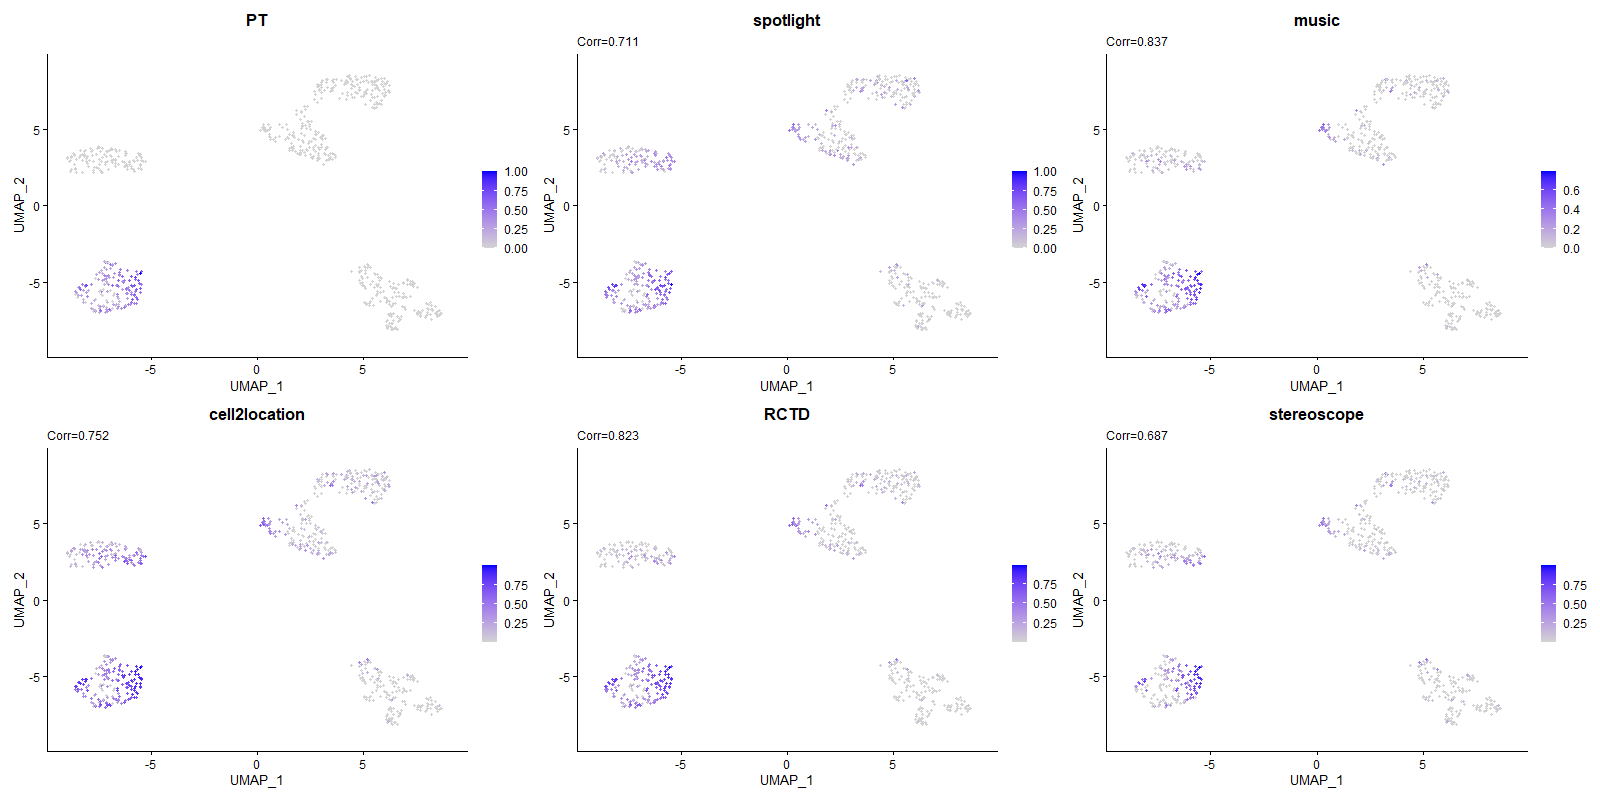 PT
UMAP_2
5
0
-5
-5
0
5
UMAP_1
1.00
0.75
0.50
0.25
0.00
spotlight
Corr=0.711
UMAP_2
5
0
-5
-5
0
5
UMAP_1
1.00
0.75
0.50
0.25
0.00
music
Corr=0.837
UMAP_2
5
0
-5
-5
0
5
UMAP_1
0.6
0.4
0.2
0.0
cell2location
Corr=0.752
UMAP_2
5
0
-5
-5
0
5
UMAP_1
0.75
0.50
0.25
RCTD
Corr=0.823
UMAP_2
5
0
-5
-5
0
5
UMAP_1
0.75
0.50
0.25
stereoscope
Corr=0.687
UMAP_2
5
0
-5
-5
0
5
UMAP_1
0.75
0.50
0.25